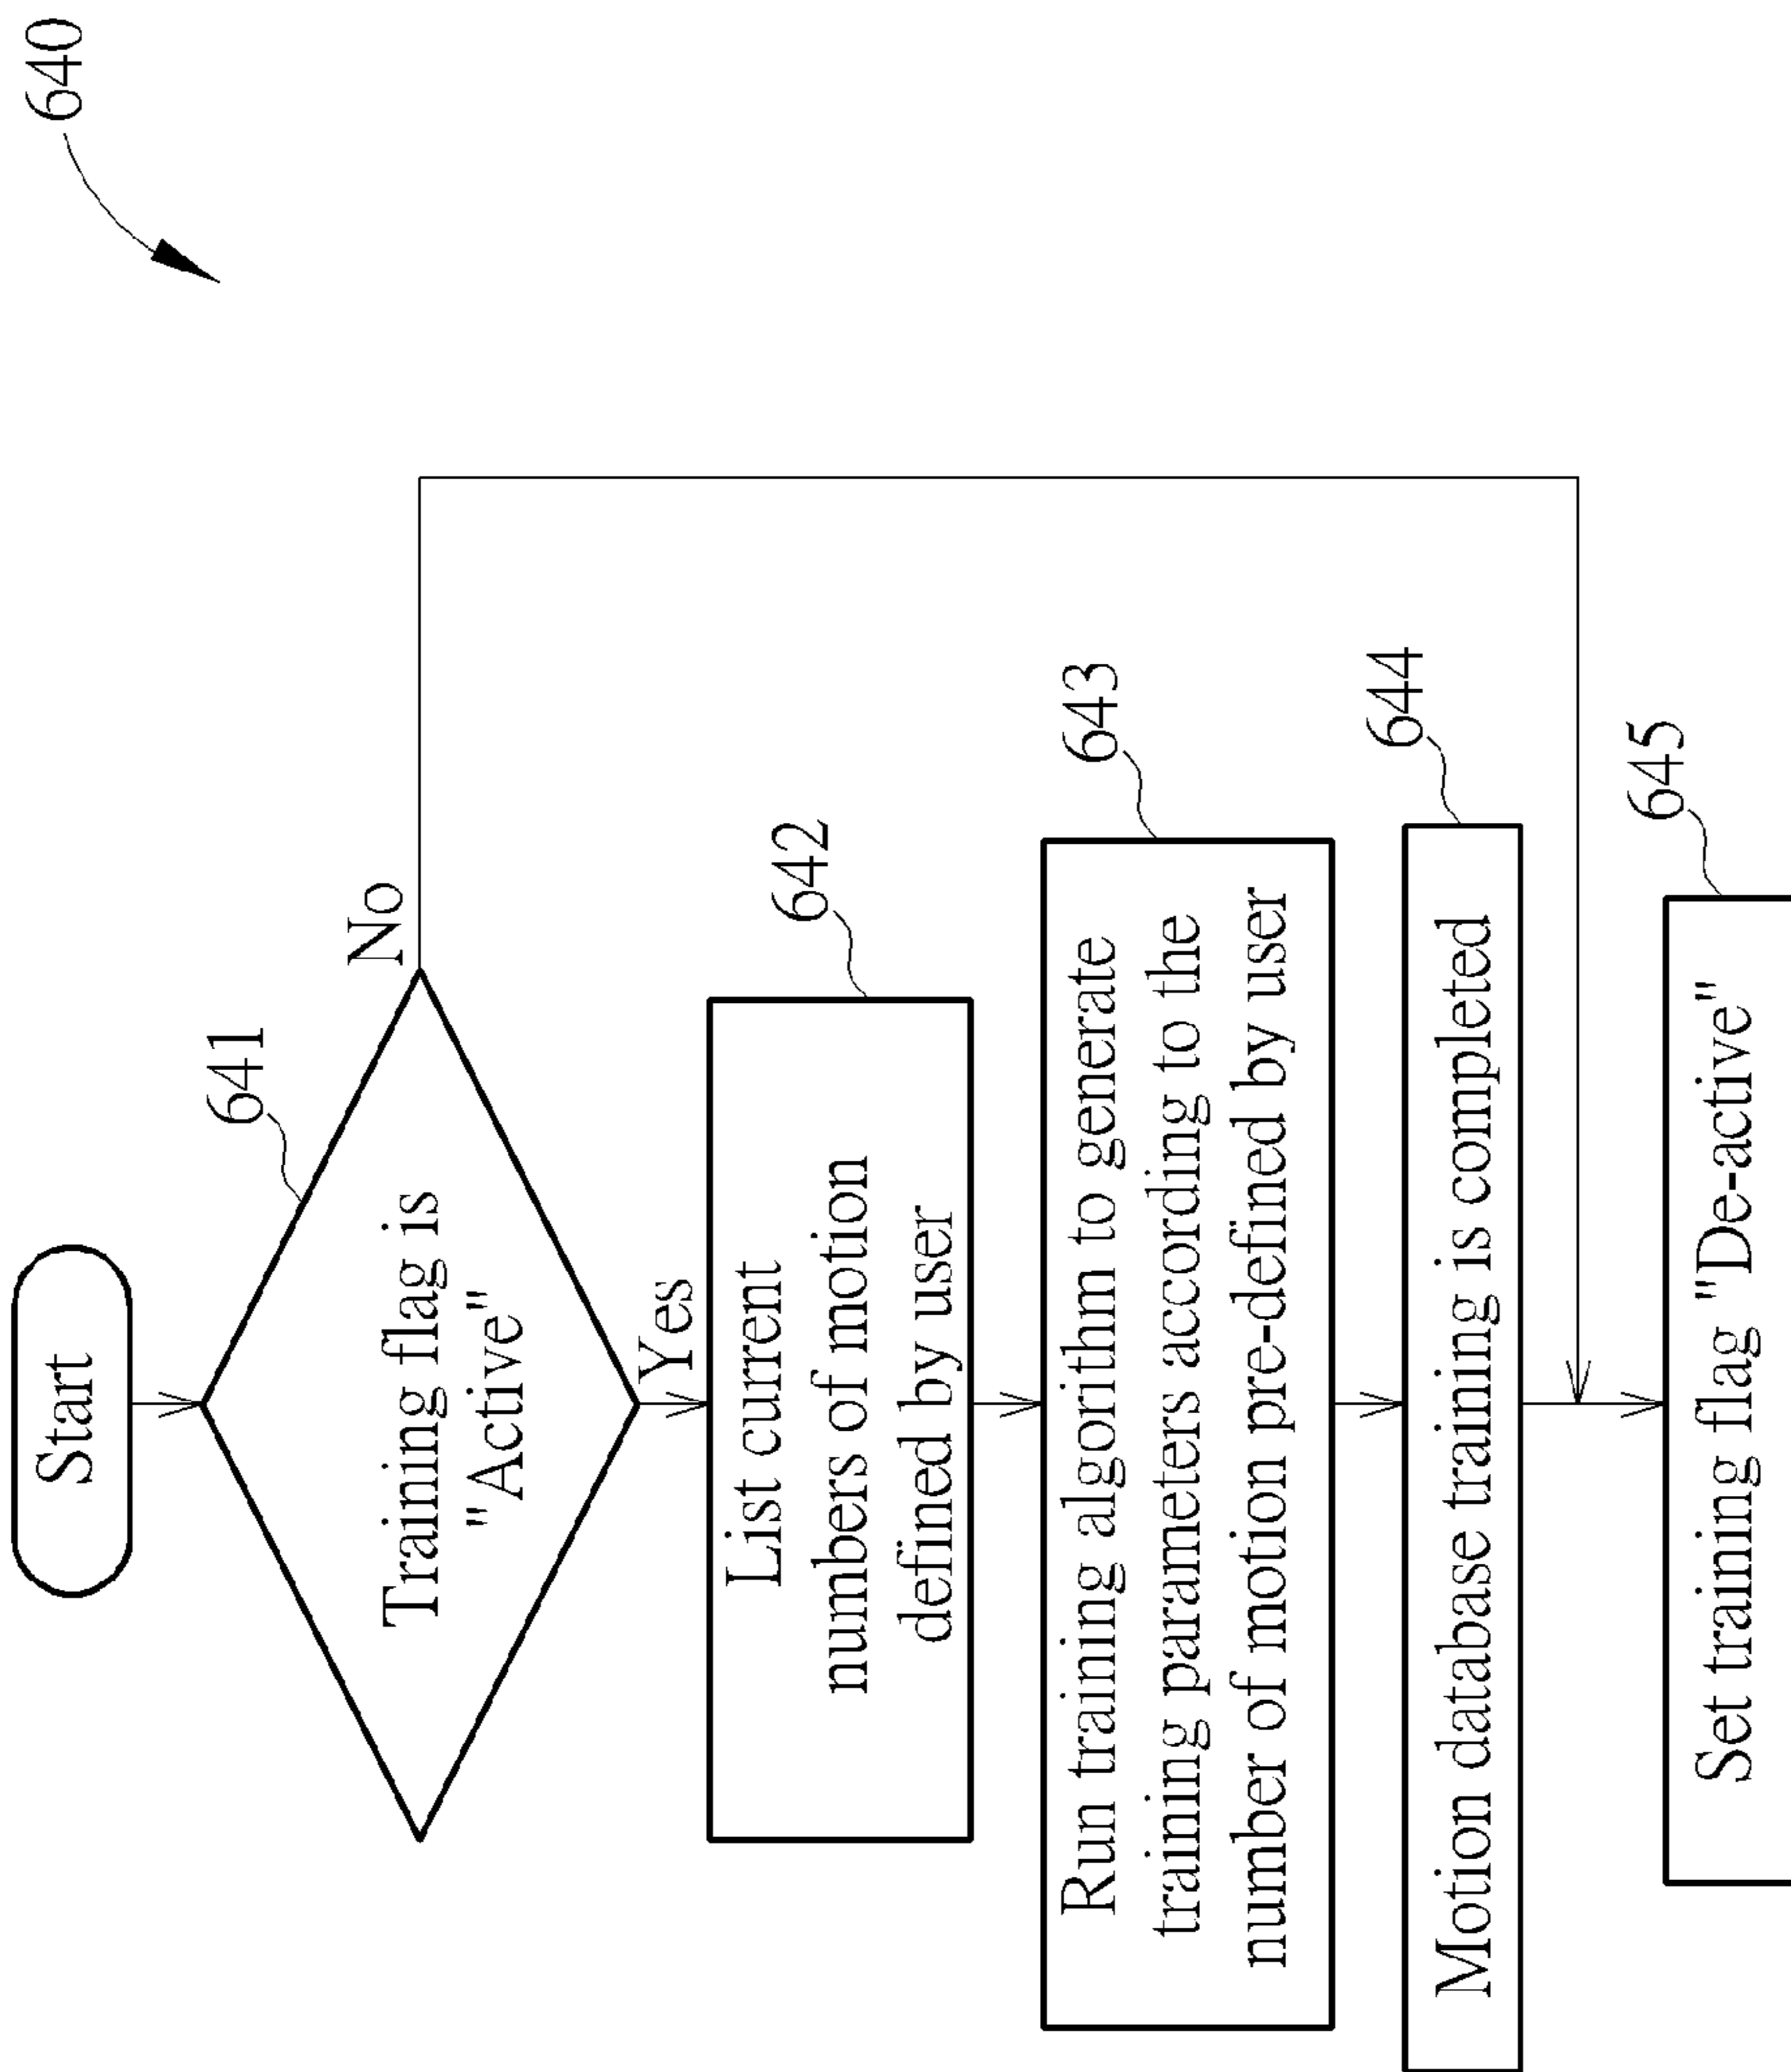 640
Start
641
Training flag is
"Active"
No
Yes
642
List current
numbers of motion
defined by user
643
Run training algorithm to generate
training parameters according to the
number of motion pre-defined by user
644
Motion database training is completed
645
Set training flag "De-active"